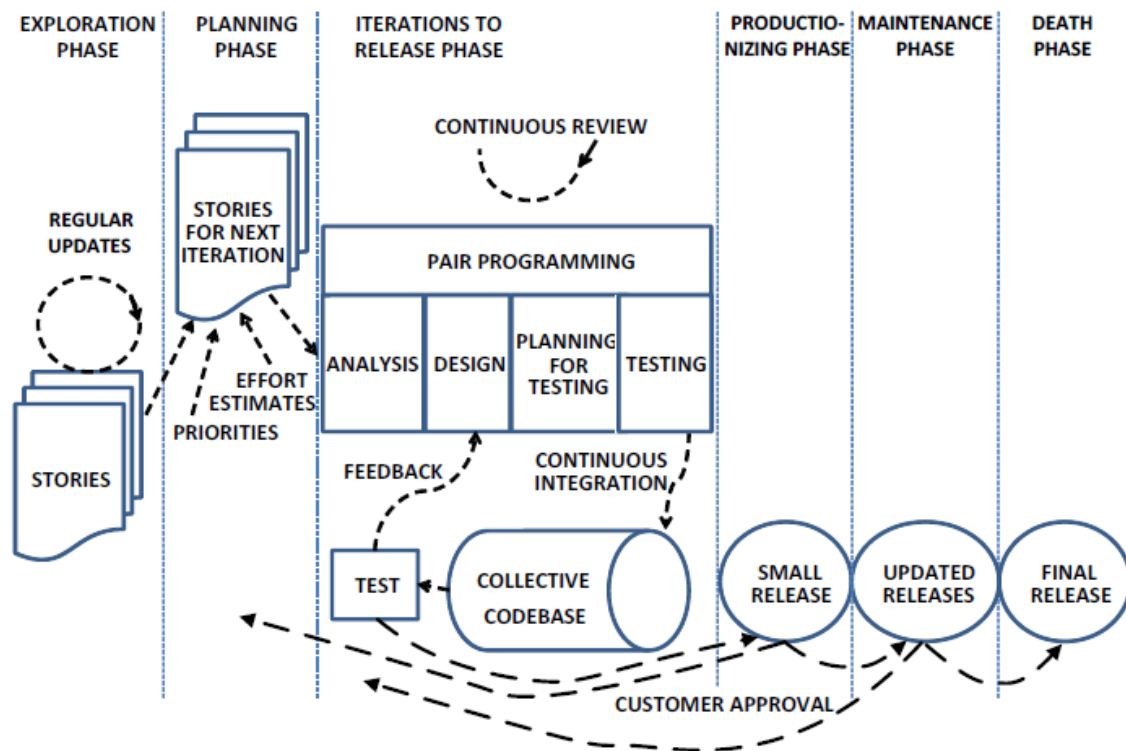 EXPLORATION
PHASE
PLANNING
PHASE
ITERATIONS TO
RELEASE PHASE
PRODUCTIO-
NIZING PHASE
MAINTENANCE
PHASE
DEATH
PHASE
CONTINUOUS REVIEW
REGULAR
UPDATES
STORIES
FOR NEXT
ITERATION
PAIR PROGRAMMING
ANALYSIS
DESIGN
PLANNING
FOR
TESTING
TESTING
EFFORT
ESTIMATES
PRIORITIES
STORIES
FEEDBACK
CONTINUOUS
INTEGRATION
TEST
COLLECTIVE
CODEBASE
SMALL
RELEASE
UPDATED
RELEASES
FINAL
RELEASE
CUSTOMER APPROVAL